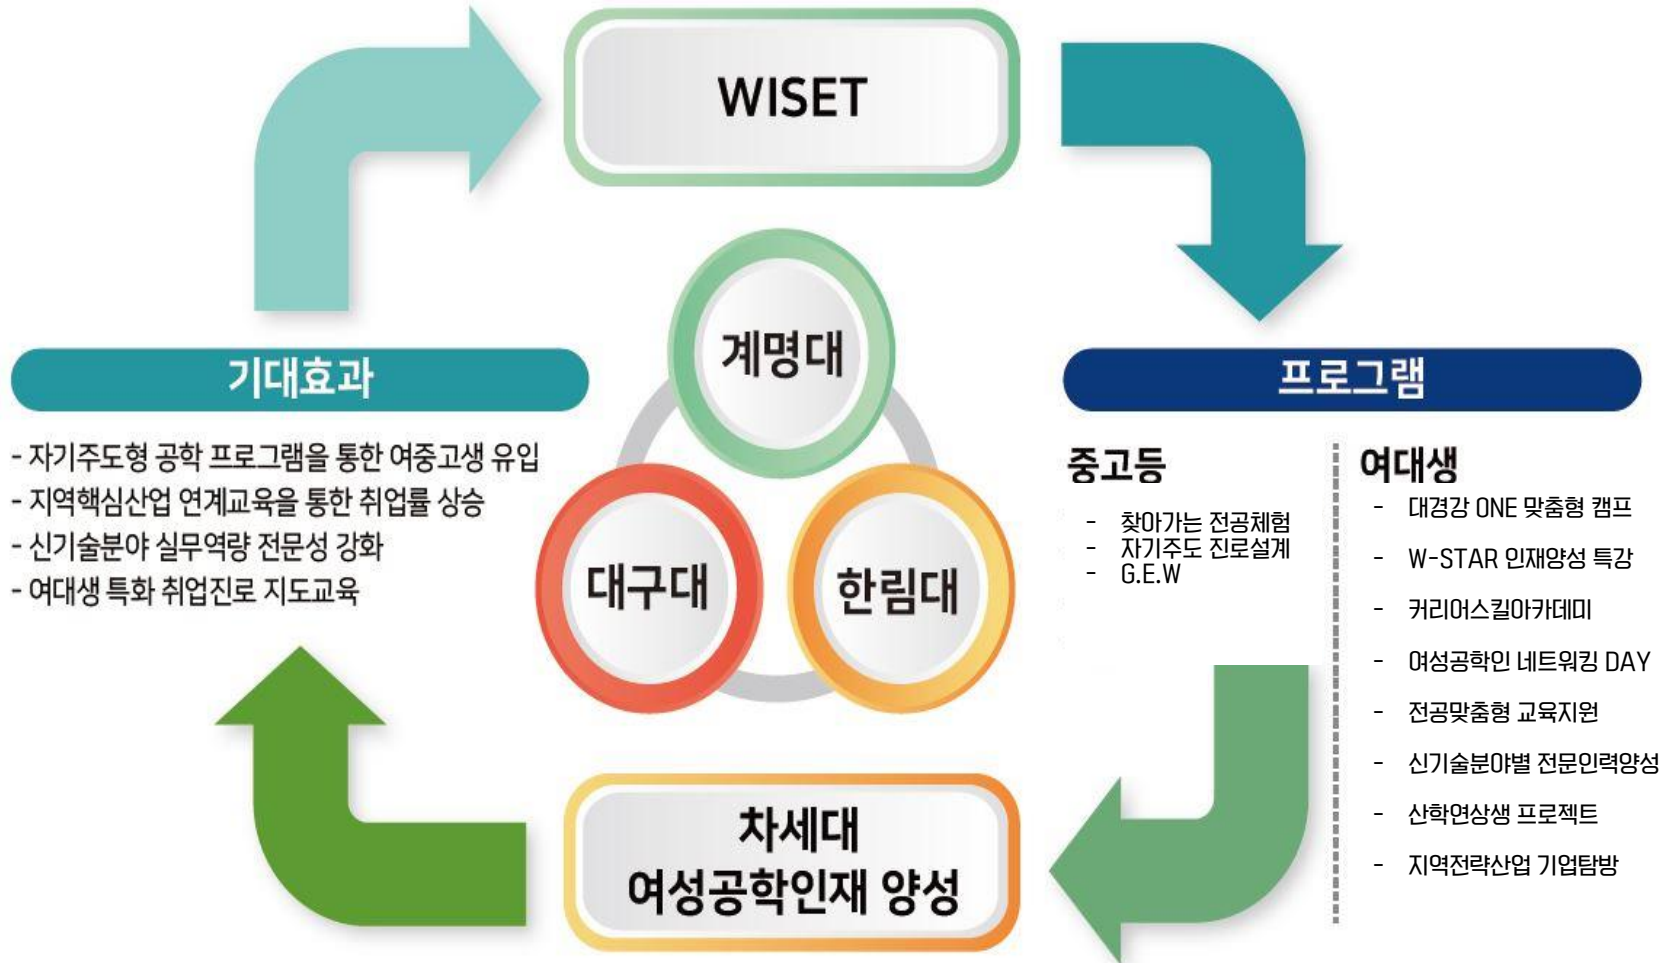 WISET
계명대
대구대
한림대
기대효과
- 자기주도형 공학 프로그램을 통한 여중고생 유입
- 지역핵심산업 연계교육을 통한 취업률 상승
- 신기술분야 실무역량 전문성 강화
- 여대생 특화 취업진로 지도교육
프로그램
중고등
- 찾아가는 전공체험
- 자기주도 진로설계
- G.E.W
여대생
- 대경강 ONE 맞춤형 캠프
- W-STAR 인재양성 특강
- 커리어스킬아카데미
- 여성공학인 네트워킹 DAY
- 전공맞춤형 교육지원
- 신기술분야별 전문인력양성
- 산학연상생 프로젝트
- 지역전략산업 기업탐방
차세대
여성공학인재 양성